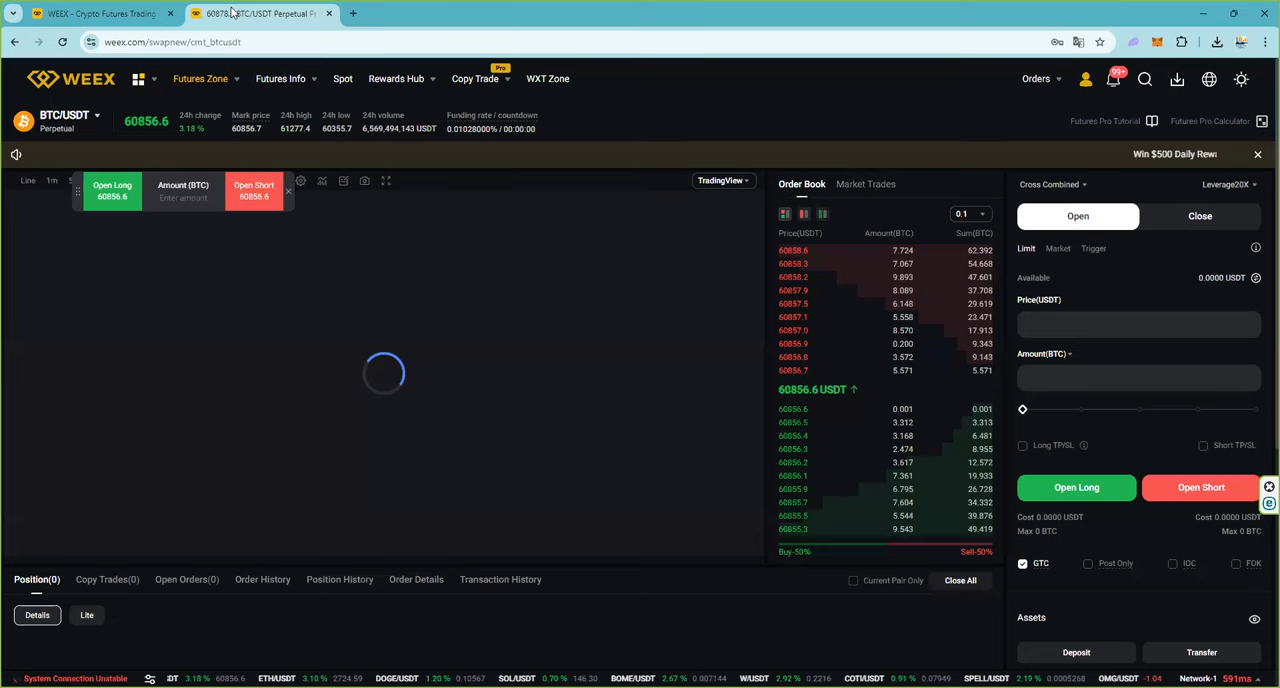 WEEX - Crypto Futures Trading
60878 BTC/USDT Perpetual P
weex.com/swapnew/cmt_btcusdt
WEEX
Futures Zone
Futures Info
Spot
Rewards Hub
Copy Trade
Pro
WXT Zone
Orders
99+
BTC/USDT
Perpetual
60856.6
24h change
3.18 %
Mark price
60856.7
24h high
61277.4
24h low
60355.7
24h volume
6,569,494,143 USDT
Funding rate / countdown
0.01028000% / 00:00:00
Futures Pro Tutorial
Futures Pro Calculator
Win $500 Daily Rewa
Line 1m
Open Long
60856.6
Amount (BTC)
Enter amount
Open Short
60856.6
TradingView
Order Book Market Trades
0.1
Price(USDT) Amount(BTC) Sum(BTC)
60858.6 7.724 62.392
60858.3 7.067 54.668
60858.2 9.893 47.601
60857.9 8.089 37.708
60857.5 6.148 29.619
60857.1 5.558 23.471
60857.0 8.570 17.913
60856.9 0.200 9.343
60856.8 3.572 9.143
60856.7 5.571 5.571
60856.6 USDT ↑
60856.6 0.001 0.001
60856.5 3.312 3.313
60856.4 3.168 6.481
60856.3 2.474 8.955
60856.2 3.617 12.572
60856.1 7.361 19.933
60855.9 6.795 26.728
60855.7 7.604 34.332
60855.5 5.544 39.876
60855.3 9.543 49.419
Buy-50% Sell-50%
Cross Combined Leverage20X
Open Close
Limit Market Trigger
Available 0.0000 USDT
Price(USDT)
Amount(BTC)
Long TP/SL Short TP/SL
Open Long Open Short
Cost 0.0000 USDT Cost 0.0000 USDT
Max 0 BTC Max 0 BTC
GTC Post Only IOC FOK
Assets
Deposit Transfer
Position(0) Copy Trades(0) Open Orders(0) Order History Position History Order Details Transaction History
Current Pair Only Close All
Details Lite
System Connection Unstable
DT 3.18 % 60856.6 ETH/USDT 3.10 % 2724.59 DOGE/USDT 1.20 % 0.10567 SOL/USDT 0.70 % 146.30 BOME/USDT 2.67 % 0.007144 W/USDT 2.92 % 0.2216 COTI/USDT 0.91 % 0.07949 SPELL/USDT 2.19 % 0.0005268 OMG/USDT -1.04
Network-1 591ms